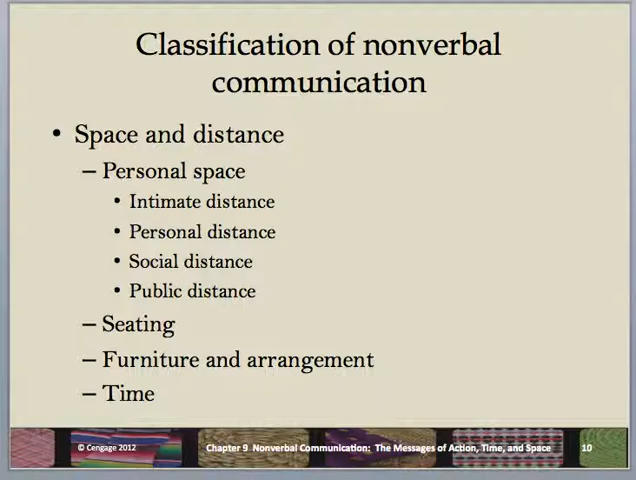 Classification of nonverbal
communication
• Space and distance
– Personal space
• Intimate distance
• Personal distance
• Social distance
• Public distance
– Seating
– Furniture and arrangement
– Time
© Cengage 2012 Chapter 9 Nonverbal Communication: The Messages of Action, Time, and Space 10